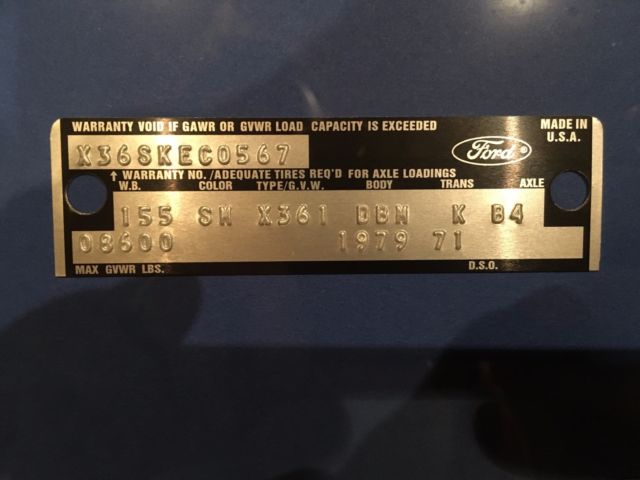 WARRANTY VOID IF GAWR OR GVWR LOAD CAPACITY IS EXCEEDED
MADE IN
U.S.A.
X36SKEC0567
Ford®
↑ WARRANTY NO./ADEQUATE TIRES REQ'D FOR AXLE LOADINGS
W.B. COLOR TYPE/G.V.W. BODY TRANS AXLE
155 SM X361 DBM K B4
08600 1979 71
MAX GVWR LBS. D.S.O.